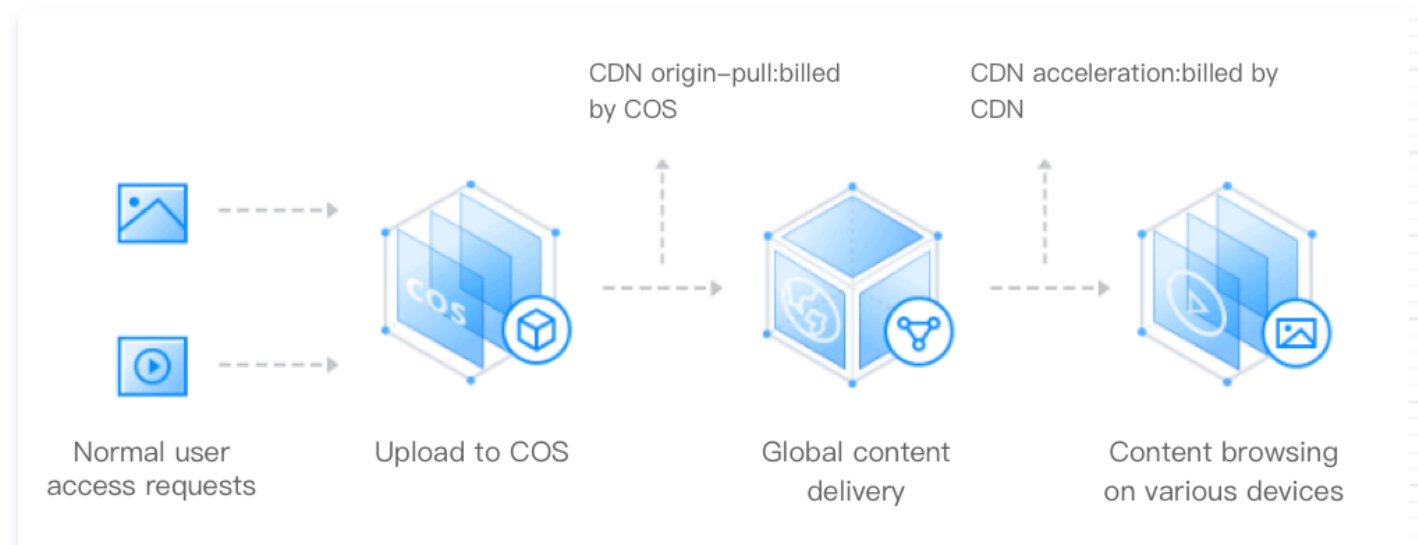 CDN origin-pull:billed
by COS
CDN acceleration:billed by
CDN
COS
Normal user
access requests
Upload to COS
Global content
delivery
Content browsing
on various devices